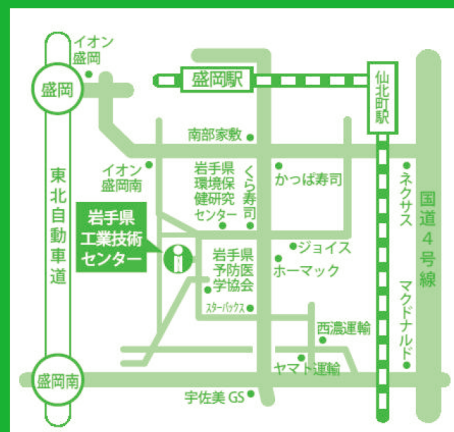 イオン
盛岡
盛岡
盛岡駅
仙北町駅
南部家敷
イオン
盛岡南
岩手県
環境保
健研究
センター
くら寿司
かっぱ寿司
ネクサス
国道4号線
東北自動車道
岩手県
工業技術
センター
岩手県
予防医
学協会
ジョイス
ホーマック
スターバックス
マクドナルド
西濃運輸
ヤマト運輸
盛岡南
宇佐美GS